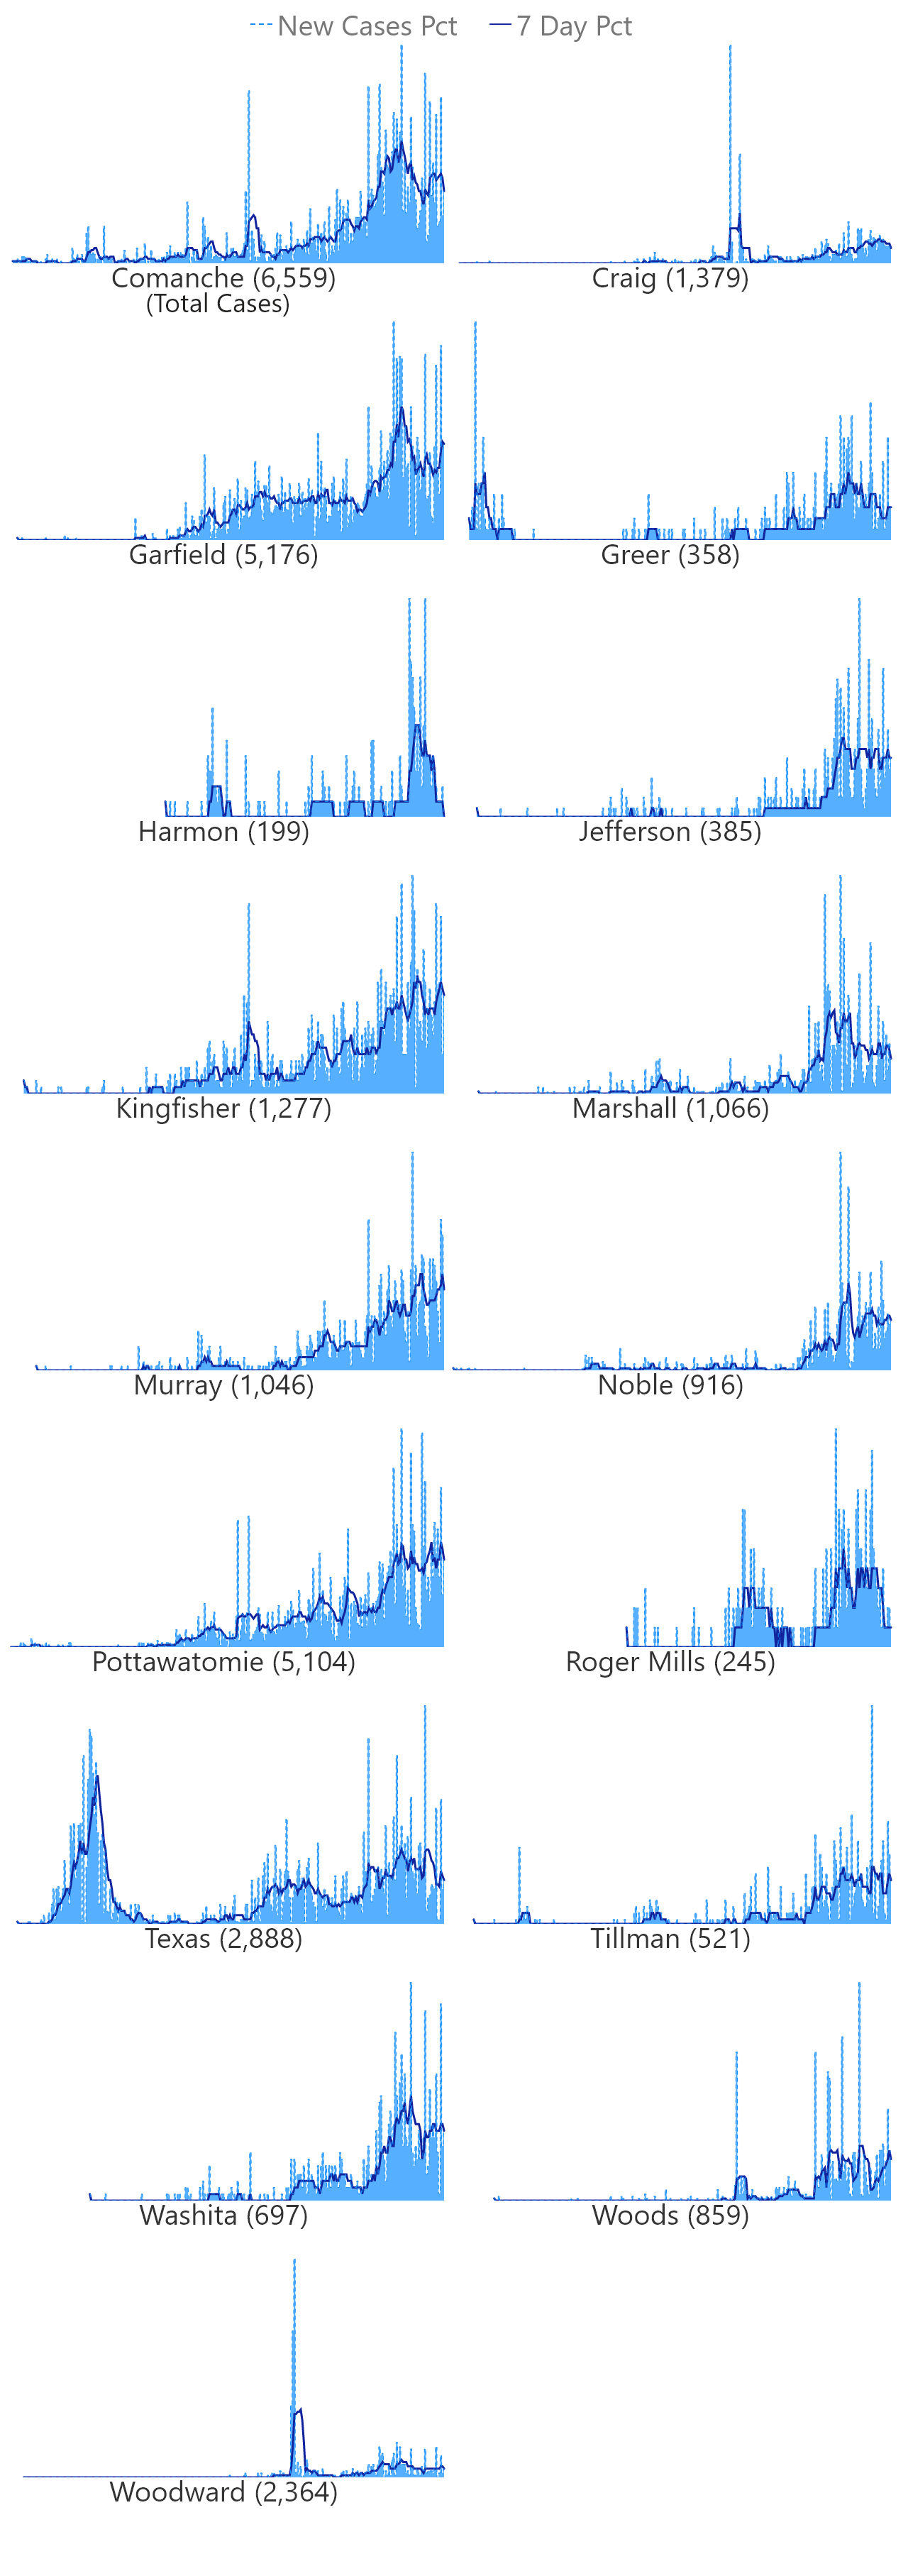 New Cases Pct 7 Day Pct
Comanche (6,559)
(Total Cases)
Craig (1,379)
Garfield (5,176)
Greer (358)
Harmon (199)
Jefferson (385)
Kingfisher (1,277)
Marshall (1,066)
Murray (1,046)
Noble (916)
Pottawatomie (5,104)
Roger Mills (245)
Texas (2,888)
Tillman (521)
Washita (697)
Woods (859)
Woodward (2,364)